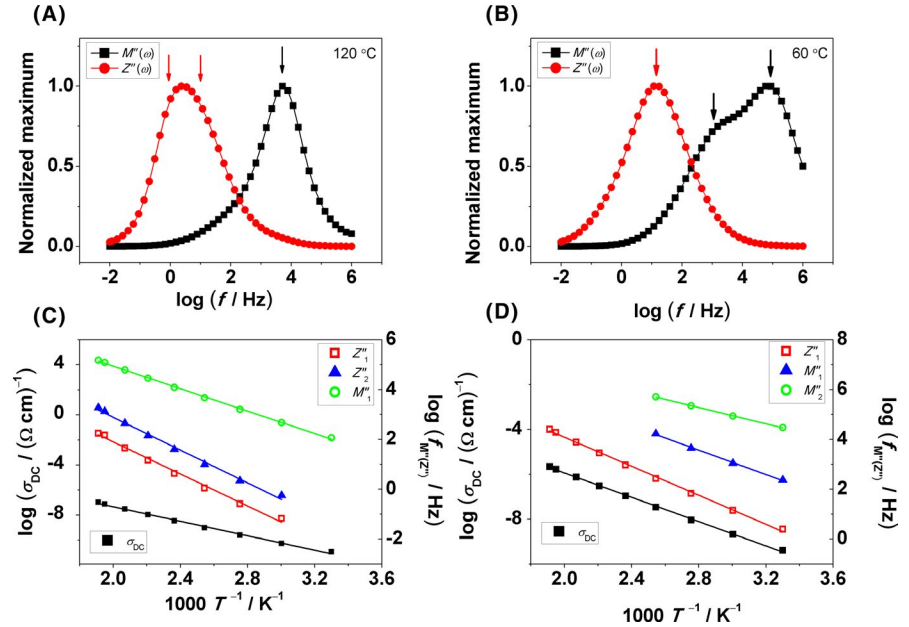 (A)
M″(ω)
Z″(ω)
120 °C
Normalized maximum
1.0
0.5
0.0
-2 0 2 4 6
log (f / Hz)
(B)
M″(ω)
Z″(ω)
60 °C
Normalized maximum
1.0
0.5
0.0
-2 0 2 4 6
log (f / Hz)
(C)
log (σDC / (Ω cm)⁻¹)
4
0
-4
-8
Z″1
Z″2
M″1
σDC
6
4
2
0
-2
log (fM″(Z″) / Hz)
2.0 2.4 2.8 3.2 3.6
1000 T⁻¹ / K⁻¹
(D)
log (σDC / (Ω cm)⁻¹)
0
-4
-8
Z″1
M″1
M″2
σDC
8
6
4
2
0
log (fM″(Z″) / Hz)
2.0 2.4 2.8 3.2 3.6
1000 T⁻¹ / K⁻¹